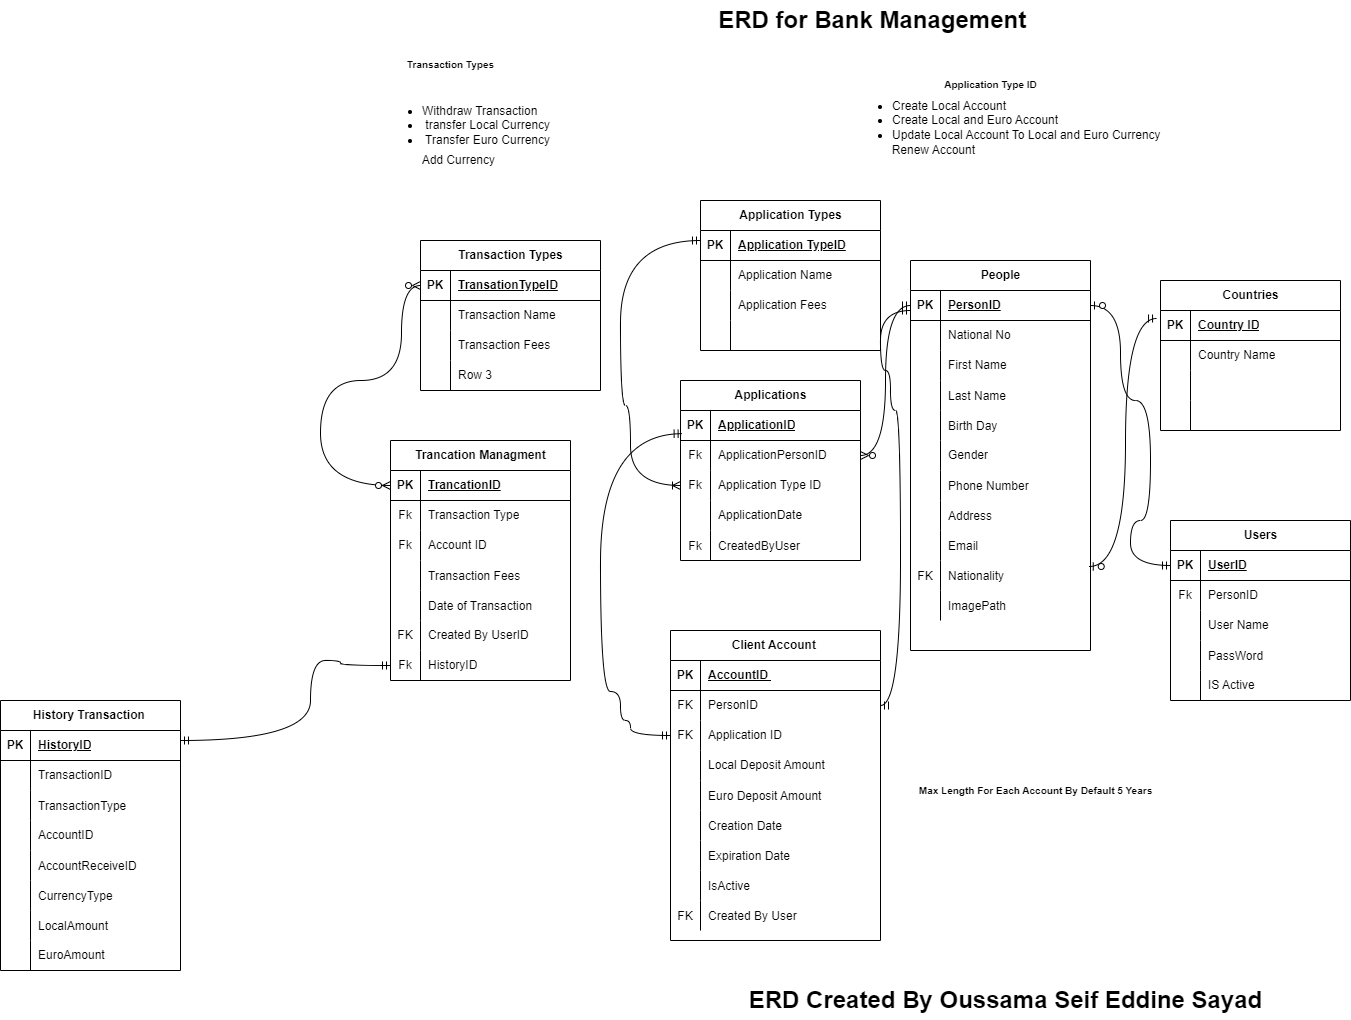 ERD for Bank Management
Transaction Types
Withdraw Transaction
transfer Local Currency
Transfer Euro Currency
Add Currency
Application Type ID
Create Local Account
Create Local and Euro Account
Update Local Account To Local and Euro Currency
Renew Account
Transaction Types
PK TransationTypeID
Transaction Name
Transaction Fees
Row 3
Application Types
PK Application TypeID
Application Name
Application Fees
People
PK PersonID
National No
First Name
Last Name
Birth Day
Gender
Phone Number
Address
Email
FK Nationality
ImagePath
Countries
PK Country ID
Country Name
Applications
PK ApplicationID
Fk ApplicationPersonID
Fk Application Type ID
ApplicationDate
Fk CreatedByUser
Trancation Managment
PK TrancationID
Fk Transaction Type
Fk Account ID
Transaction Fees
Date of Transaction
FK Created By UserID
Fk HistoryID
Users
PK UserID
Fk PersonID
User Name
PassWord
IS Active
Client Account
PK AccountID
FK PersonID
FK Application ID
Local Deposit Amount
Euro Deposit Amount
Creation Date
Expiration Date
IsActive
FK Created By User
History Transaction
PK HistoryID
TransactionID
TransactionType
AccountID
AccountReceiveID
CurrencyType
LocalAmount
EuroAmount
Max Length For Each Account By Default 5 Years
ERD Created By Oussama Seif Eddine Sayad